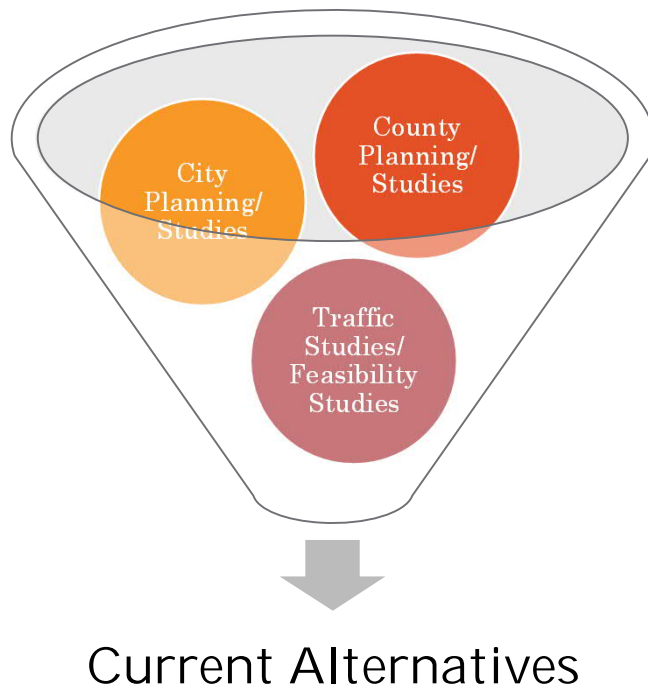 County
Planning/
Studies
City
Planning/
Studies
Traffic
Studies/
Feasibility
Studies
Current Alternatives